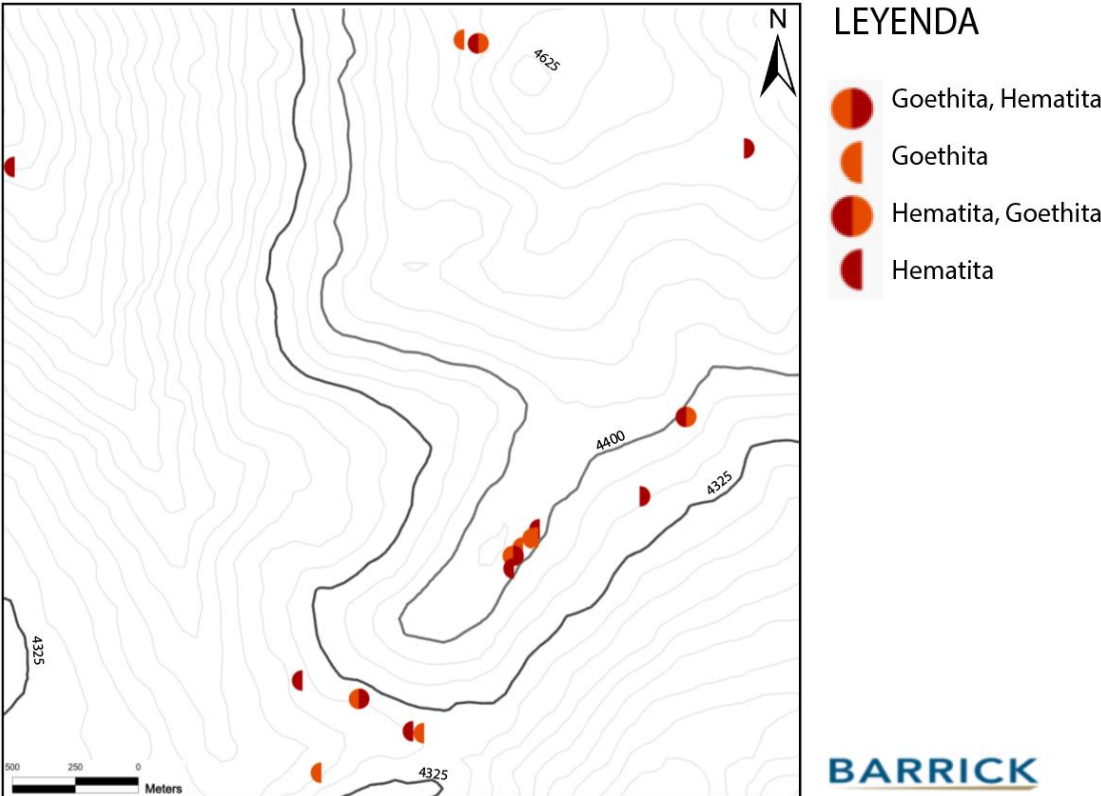 N
4625
4400
4325
4325
4325
500 250 0
Meters
LEYENDA
Goethita, Hematita
Goethita
Hematita, Goethita
Hematita
BARRICK